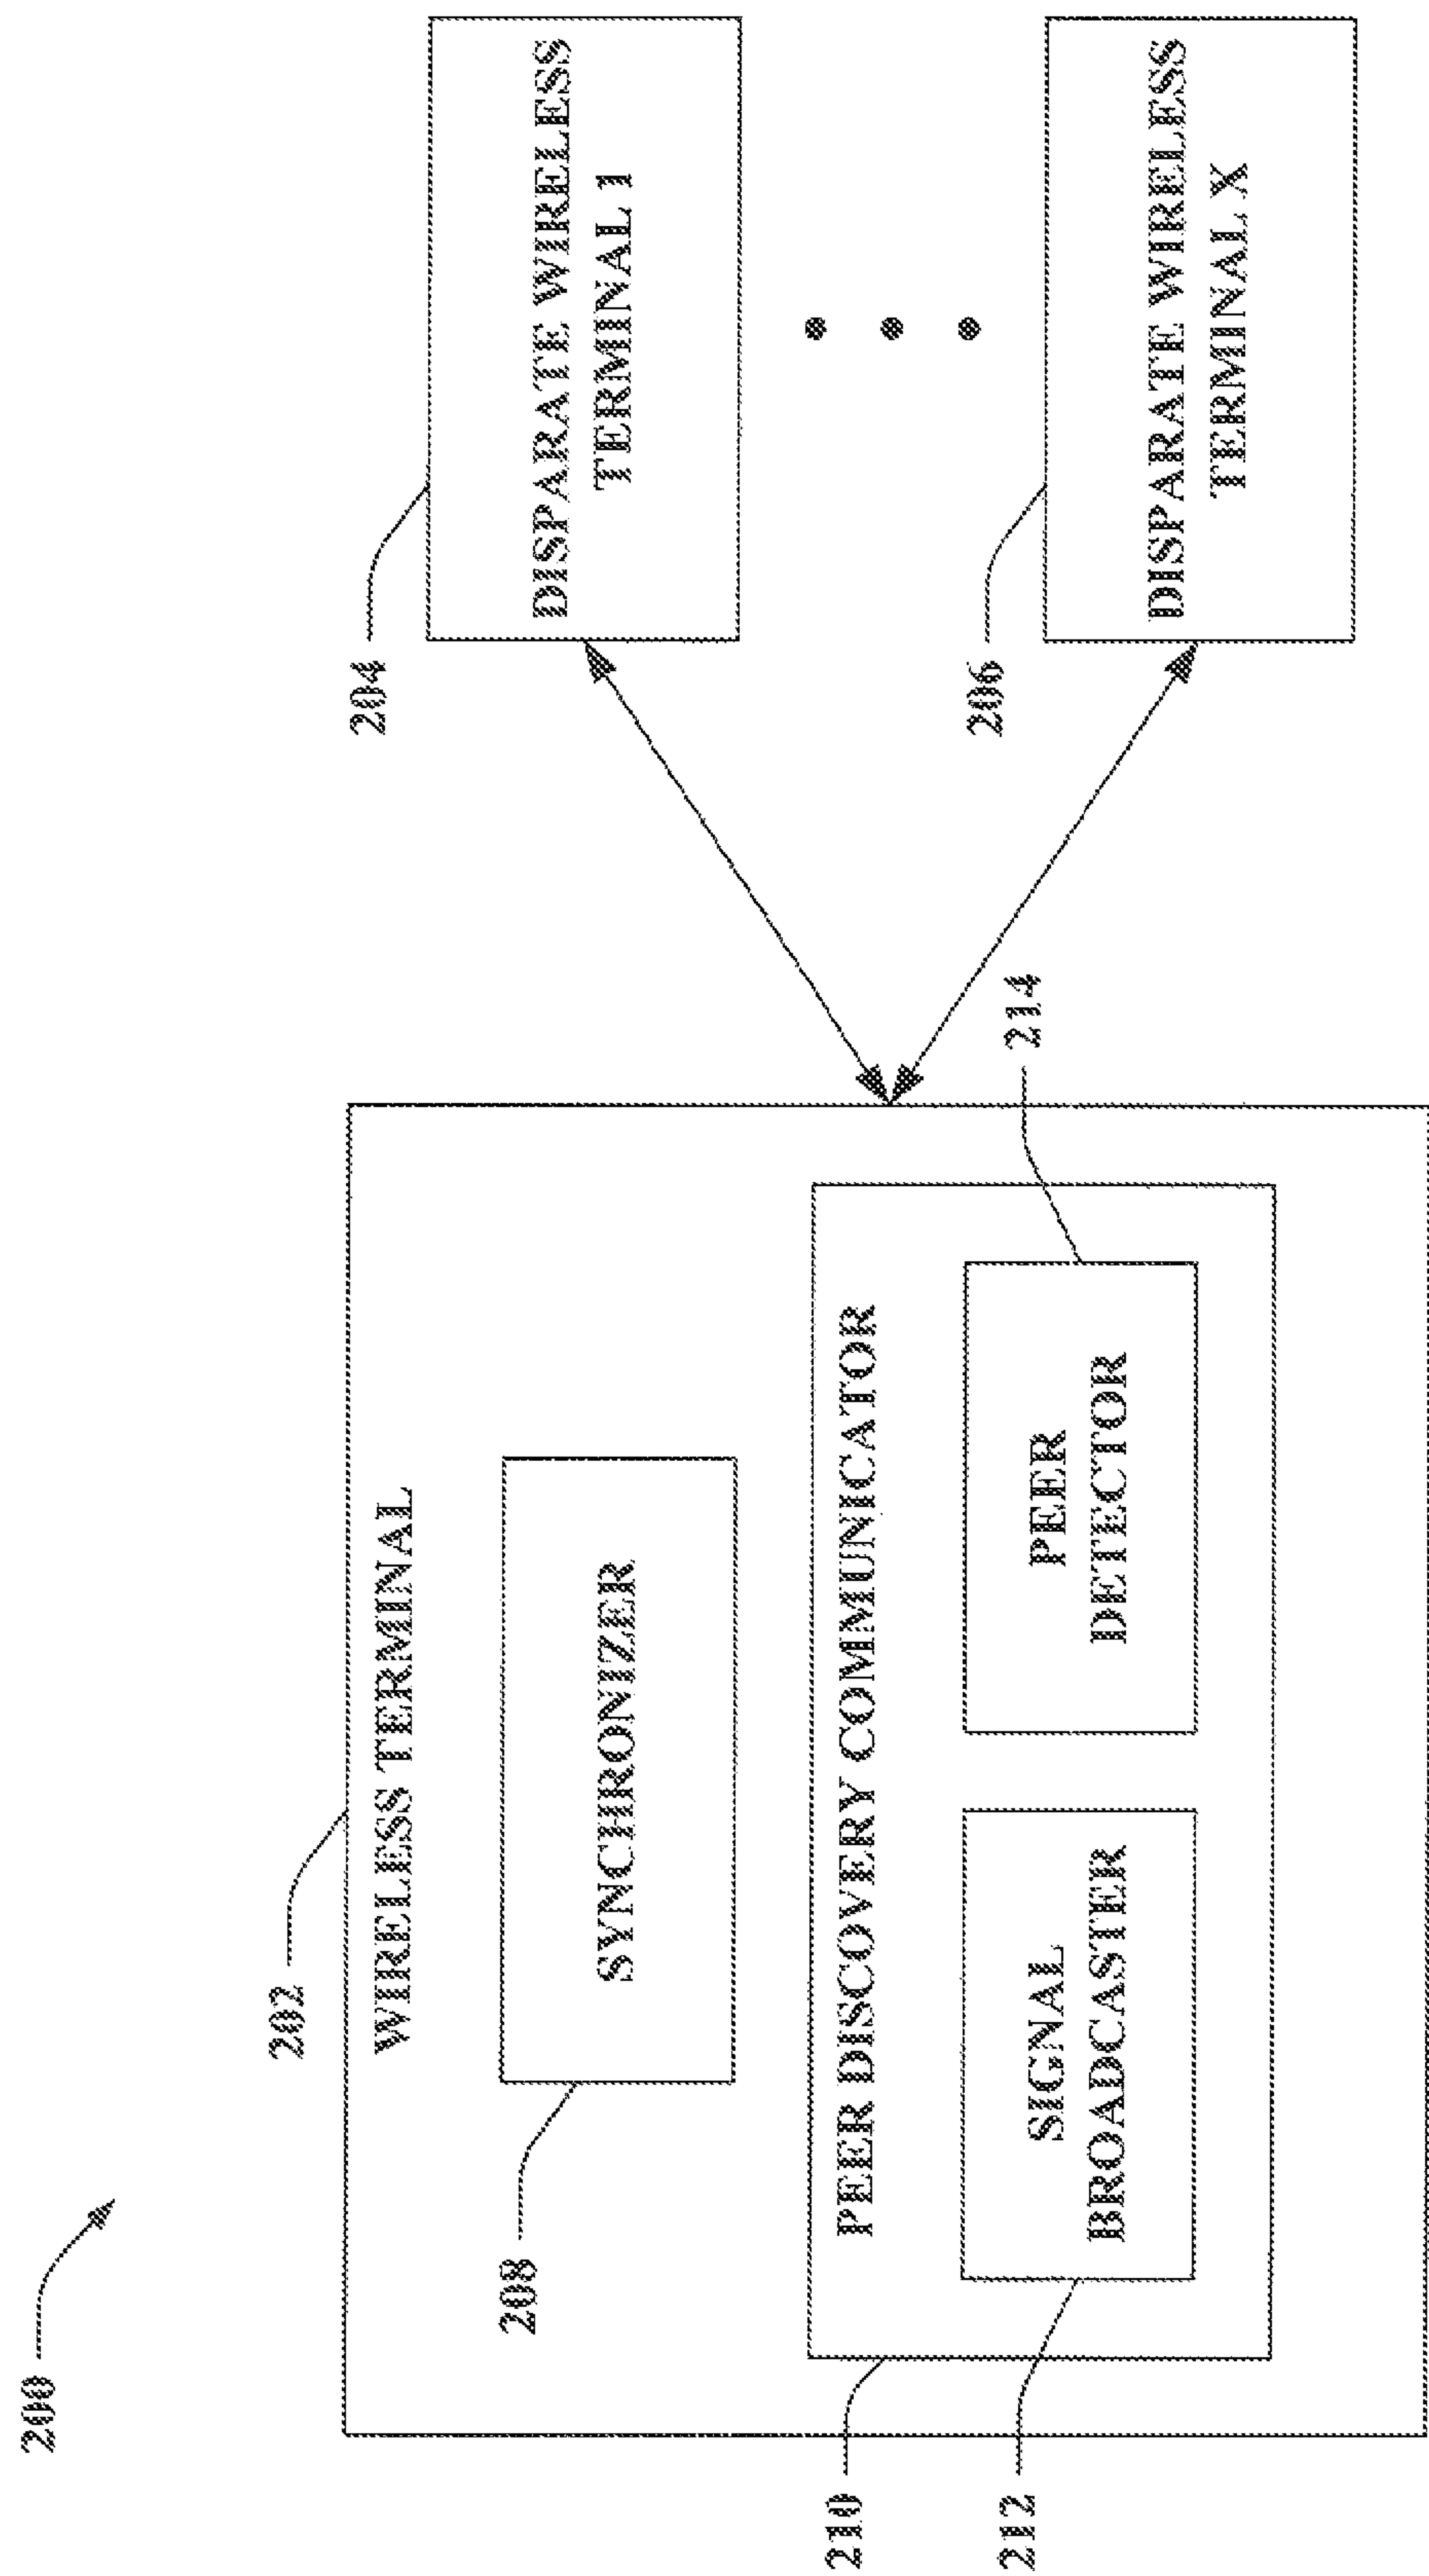 200
202
WIRELESS TERMINAL
208
SYNCHRONIZER
210
PEER DISCOVERY COMMUNICATOR
212
SIGNAL
BROADCASTER
214
PEER
DETECTOR
204
DISPARATE WIRELESS
TERMINAL 1
206
DISPARATE WIRELESS
TERMINAL X